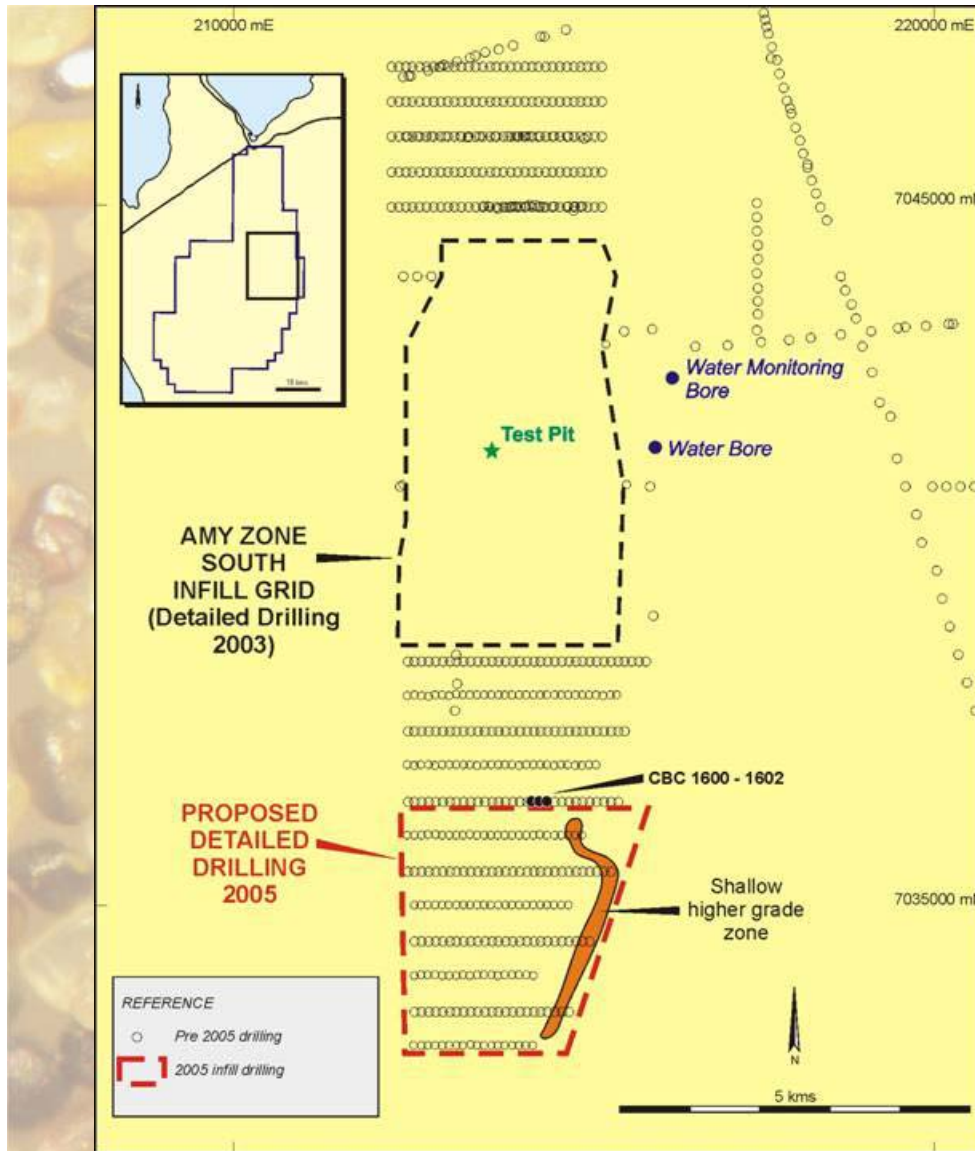 210000 mE
220000 mE
7045000 mE
Water Monitoring
Bore
Test Pit
Water Bore
AMY ZONE
SOUTH
INFILL GRID
(Detailed Drilling
2003)
CBC 1600 - 1602
PROPOSED
DETAILED
DRILLING
2005
Shallow
higher grade
zone
7035000 mE
REFERENCE
Pre 2005 drilling
2005 infill drilling
N
5 kms